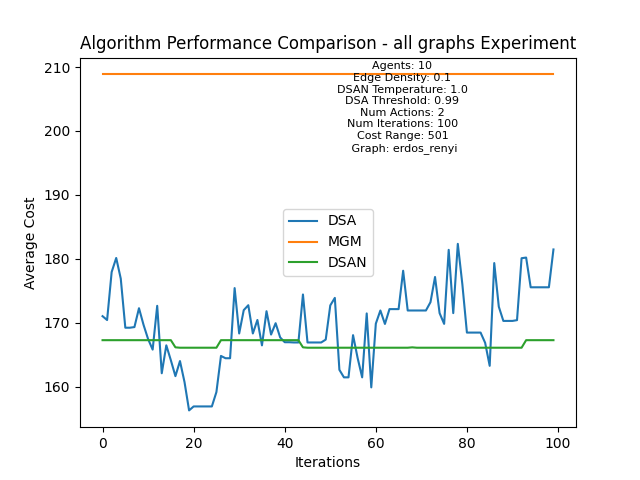 Algorithm Performance Comparison - all graphs Experiment
210
200
190
180
170
160
Average Cost
Agents: 10
Edge Density: 0.1
DSAN Temperature: 1.0
DSA Threshold: 0.99
Num Actions: 2
Num Iterations: 100
Cost Range: 501
Graph: erdos_renyi
DSA
MGM
DSAN
0
20
40
60
80
100
Iterations